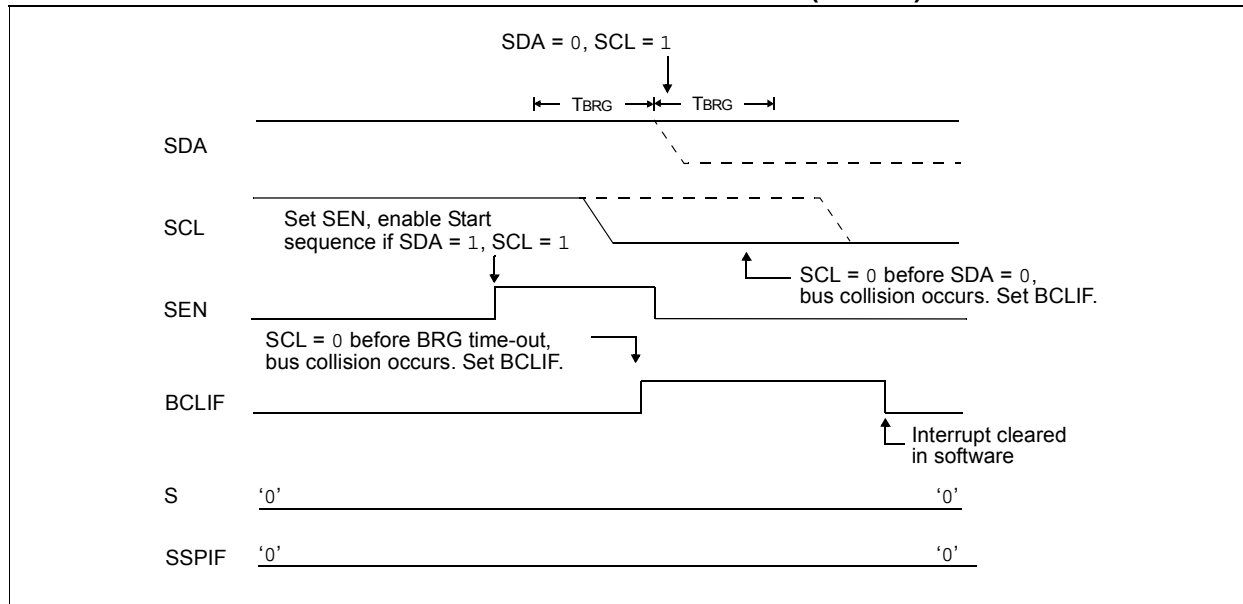 SDA = 0, SCL = 1
TBRG TBRG
SDA
SCL
Set SEN, enable Start
sequence if SDA = 1, SCL = 1
SCL = 0 before SDA = 0,
bus collision occurs. Set BCLIF.
SEN
SCL = 0 before BRG time-out,
bus collision occurs. Set BCLIF.
BCLIF
Interrupt cleared
in software
S ‘0’ ‘0’
SSPIF ‘0’ ‘0’